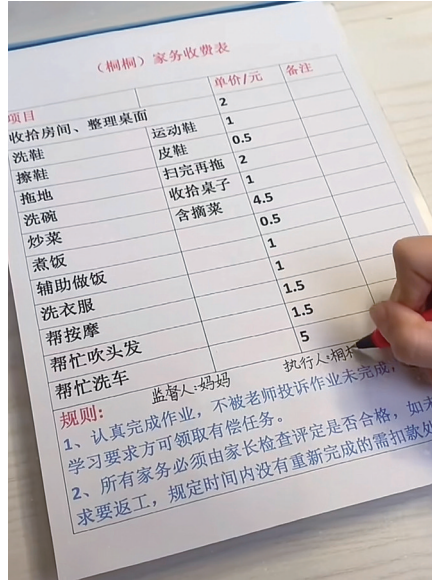 （桐桐）家务收费表
项目 单价/元 备注
收拾房间、整理桌面 2
洗鞋 运动鞋 1
擦鞋 皮鞋 0.5
拖地 扫完再拖 2
洗碗 收拾桌子 1
炒菜 含摘菜 4.5
煮饭 0.5
辅助做饭 1
洗衣服 1
帮按摩 1.5
帮忙吹头发 1.5
帮忙洗车 5
监督人:妈妈 执行人:桐
规则:
1、认真完成作业，不被老师投诉作业未完成，
学习要求方可领取有偿任务。
2、所有家务必须由家长检查评定是否合格，如未
求要返工，规定时间内没有重新完成的需扣款处